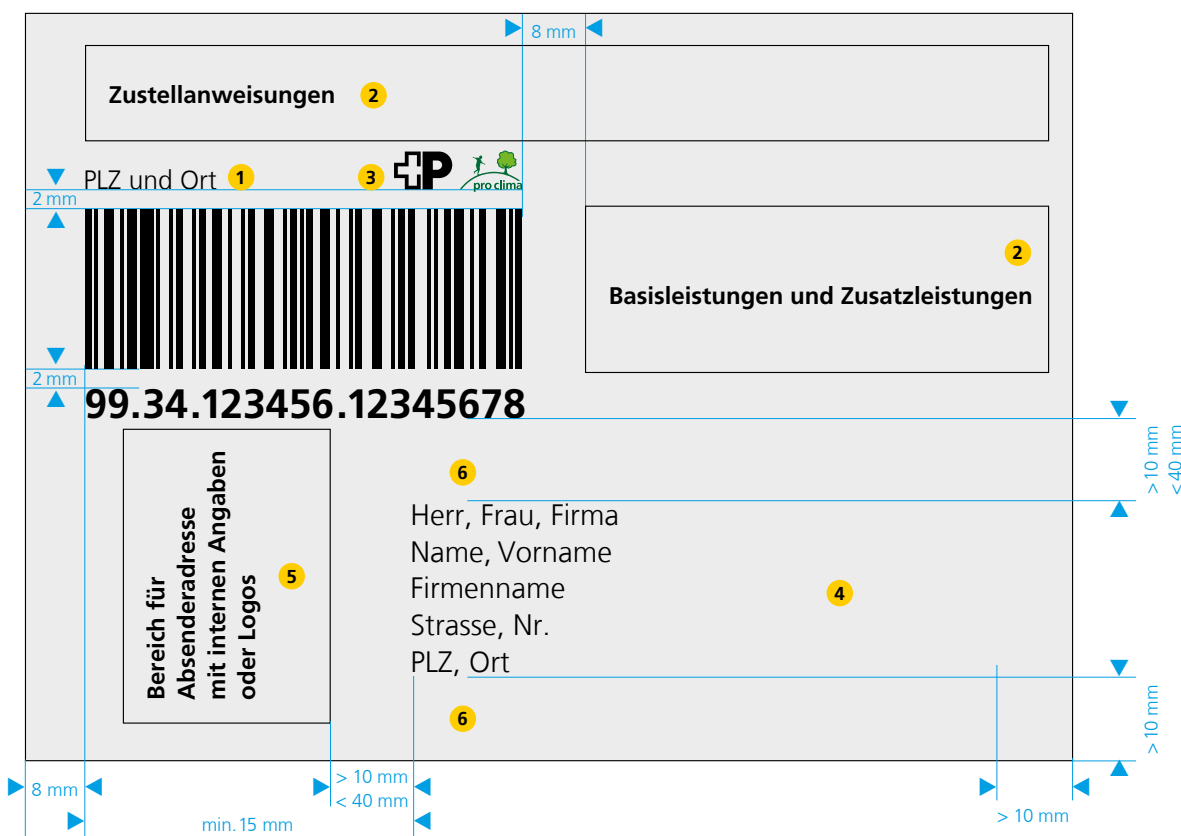 8 mm
Zustellanweisungen 2
PLZ und Ort 1
3 P
pro clima
2 mm
2
Basisleistungen und Zusatzleistungen
2 mm
99.34.123456.12345678
> 10 mm
< 40 mm
Bereich für
Absenderadresse
mit internen Angaben
oder Logos
5
6
Herr, Frau, Firma
Name, Vorname
Firmenname
Strasse, Nr.
PLZ, Ort
4
6
> 10 mm
8 mm
> 10 mm
< 40 mm
min. 15 mm
> 10 mm